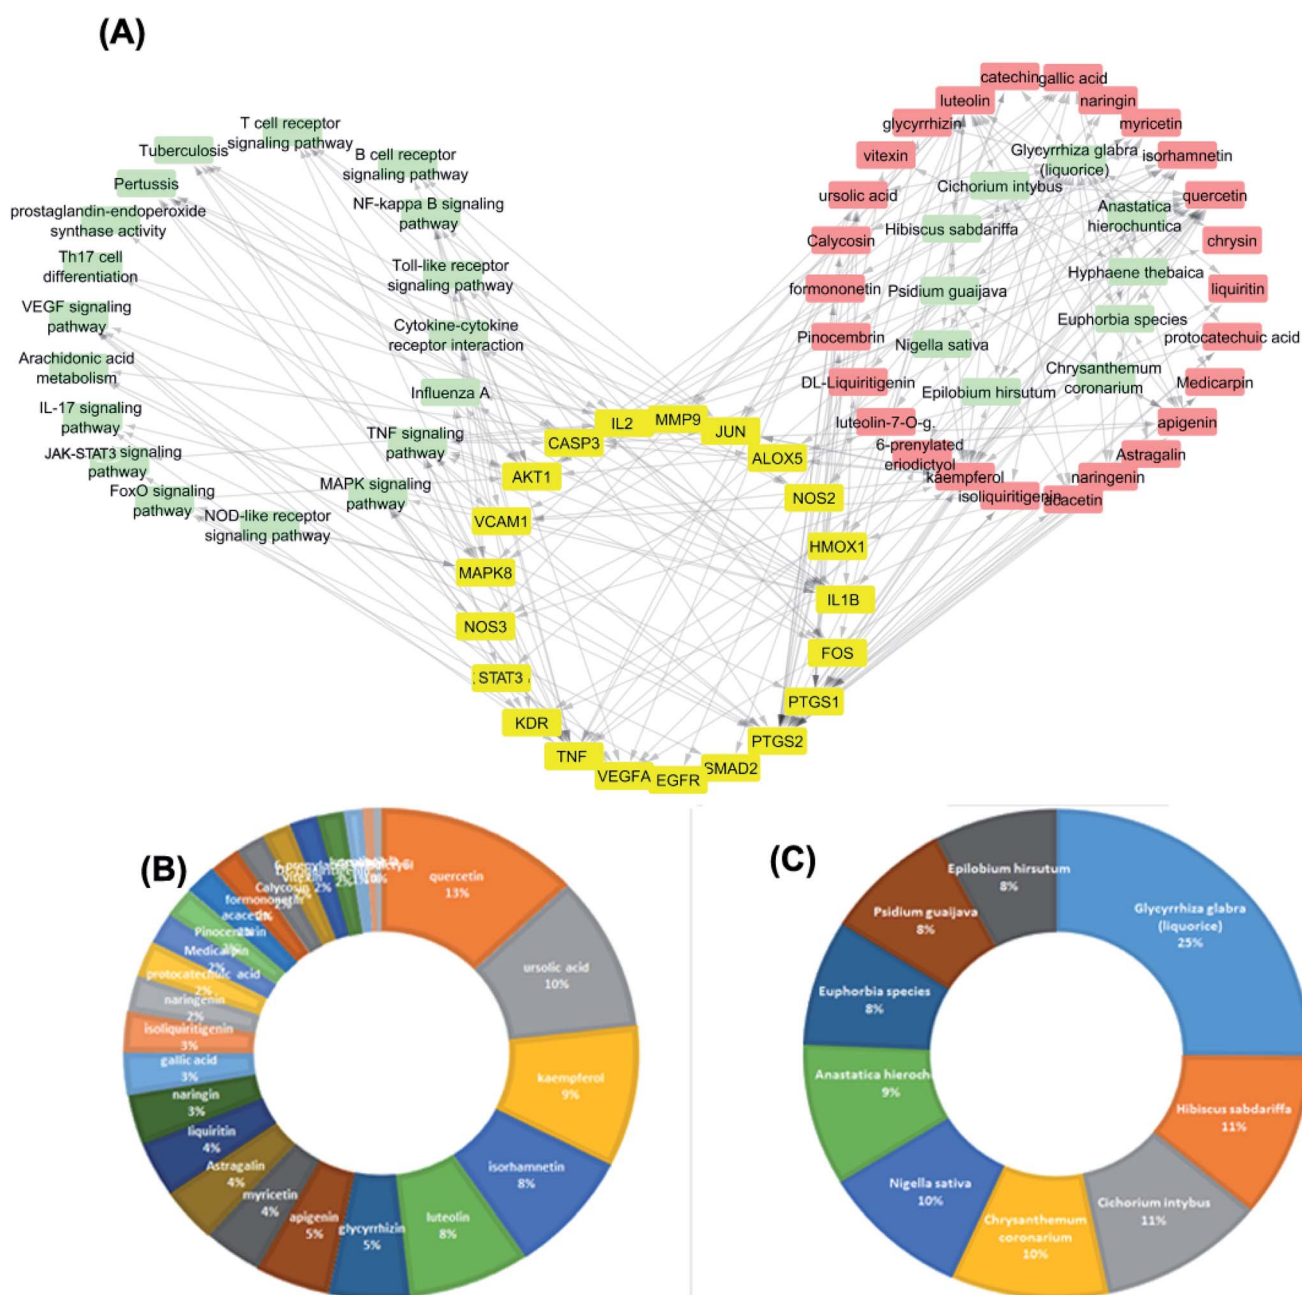 (A)
T cell receptor
signaling pathway
Tuberculosis
B cell receptor
signaling pathway
Pertussis
NF-kappa B signaling
pathway
prostaglandin-endoperoxide
synthase activity
Th17 cell
differentiation
Toll-like receptor
signaling pathway
VEGF signaling
pathway
Cytokine-cytokine
receptor interaction
Arachidonic acid
metabolism
Influenza A
IL-17 signaling
pathway
TNF signaling
pathway
JAK-STAT3 signaling
pathway
FoxO signaling
pathway
MAPK signaling
pathway
NOD-like receptor
signaling pathway
catechin
gallic acid
luteolin
naringin
glycyrrhizin
myricetin
vitexin
isorhamnetin
ursolic acid
quercetin
Calycosin
chrysin
formononetin
liquiritin
Pinocembrin
protocatechuic acid
DL-Liquiritigenin
Medicarpin
luteolin-7-O-g.
apigenin
6-prenylated
eriodictyol
Astragalin
kaempferol
naringenin
isoliquiritigenin
acacetin
Glycyrrhiza glabra
(liquorice)
Cichorium intybus
Anastatica
hierochuntica
Hibiscus sabdariffa
Hyphaene thebaica
Psidium guaijava
Euphorbia species
Nigella sativa
Chrysanthemum
coronarium
Epilobium hirsutum
IL2
MMP9
JUN
CASP3
ALOX5
AKT1
NOS2
VCAM1
HMOX1
MAPK8
IL1B
NOS3
FOS
STAT3
PTGS1
KDR
PTGS2
TNF
SMAD2
VEGFA
EGFR
(B)
quercetin
13%
ursolic acid
10%
kaempferol
9%
isorhamnetin
8%
luteolin
8%
glycyrrhizin
5%
apigenin
5%
myricetin
4%
Astragalin
4%
liquiritin
4%
naringin
3%
gallic acid
3%
isoliquiritigenin
3%
naringenin
2%
protocatechuic acid
2%
Medicarpin
2%
Pinocembrin
acacetin
formononetin
Calycosin
2%
vitexin
2%
(C)
Glycyrrhiza glabra
(liquorice)
25%
Hibiscus sabdariffa
11%
Cichorium intybus
11%
Chrysanthemum
coronarium
10%
Nigella sativa
10%
Anastatica hieroch
9%
Euphorbia species
8%
Psidium guaijava
8%
Epilobium hirsutum
8%